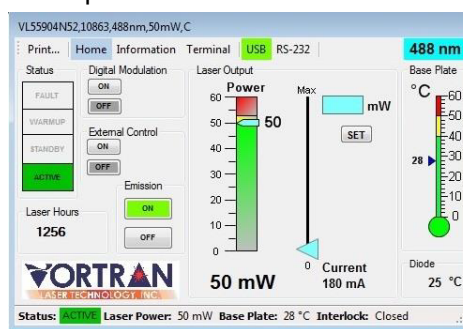 VL55904N52,10863,488nm,50mW,C
Print... Home Information Terminal USB RS-232 488 nm
Status Digital Modulation Laser Output Base Plate
FAULT
WARMUP
STANDBY
ACTIVE
ON
OFF
External Control
ON
OFF
Emission
ON
OFF
Laser Hours
1256
VORTRAN
LASER TECHNOLOGY, INC.
Power
60
50
40
30
20
10
0
50
50 mW
Max
0
mW
SET
Current
180 mA
°C
60
50
40
30
20
10
0
28
Diode
25 °C
Status: ACTIVE Laser Power: 50 mW Base Plate: 28 °C Interlock: Closed